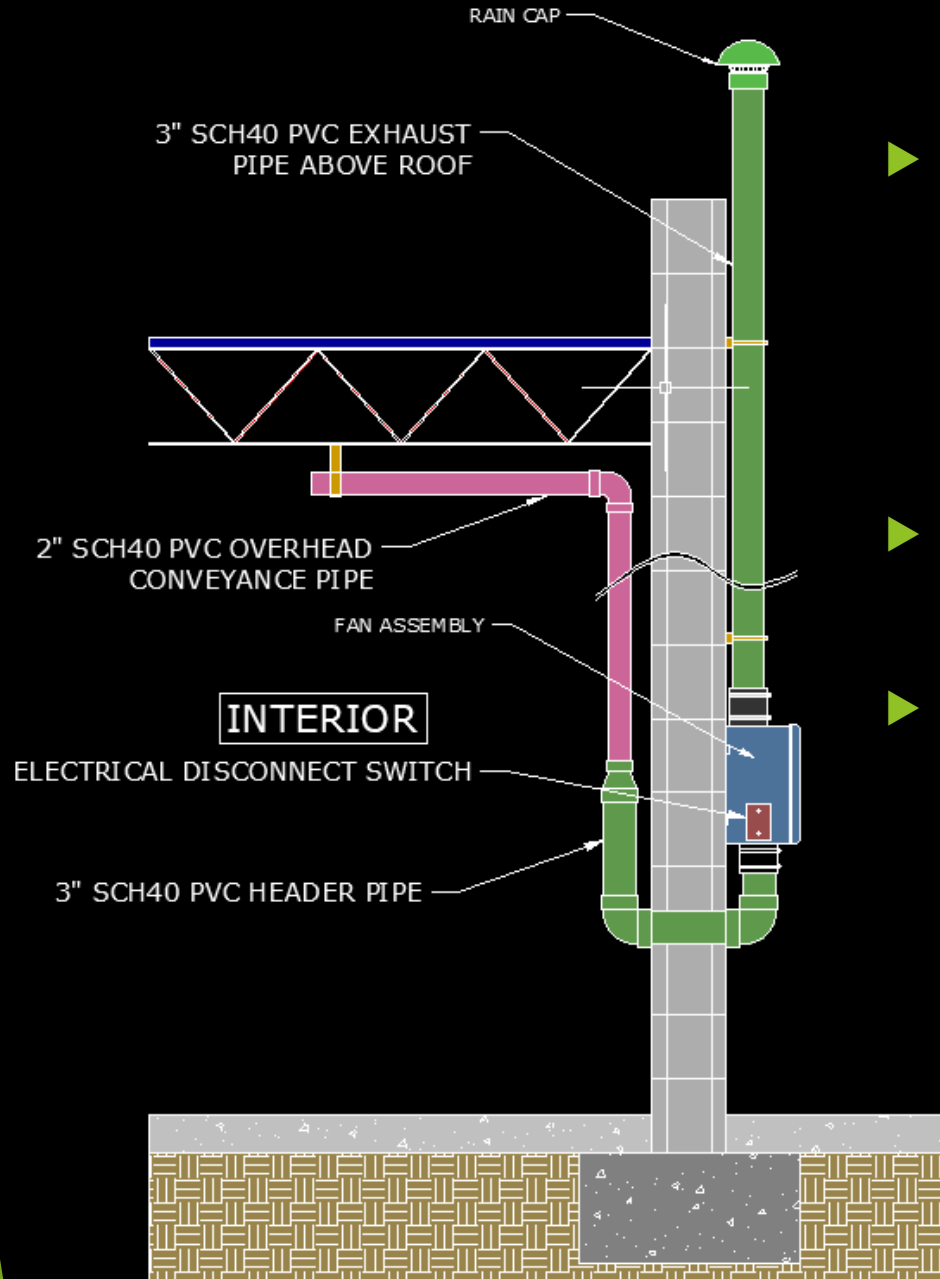 RAIN CAP
3" SCH40 PVC EXHAUST
PIPE ABOVE ROOF
2" SCH40 PVC OVERHEAD
CONVEYANCE PIPE
FAN ASSEMBLY
INTERIOR
ELECTRICAL DISCONNECT SWITCH
3" SCH40 PVC HEADER PIPE